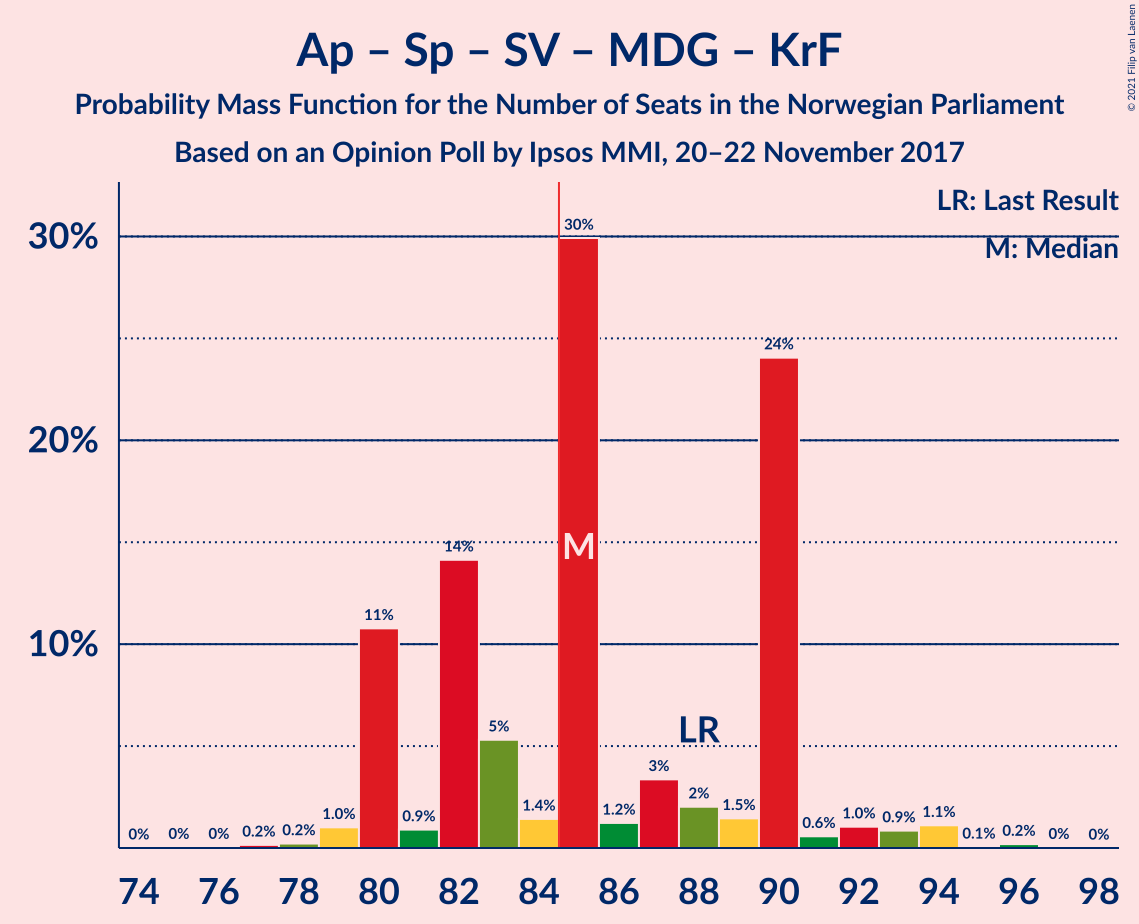 Ap – Sp – SV – MDG – KrF
Probability Mass Function for the Number of Seats in the Norwegian Parliament
Based on an Opinion Poll by Ipsos MMI, 20–22 November 2017
© 2021 Filip van Laenen
LR: Last Result
M: Median
30%
20%
10%
0% 0% 0% 0.2% 0.2% 1.0% 11% 0.9% 14% 5% 1.4% 30% 1.2% 3% 2% 1.5% 24% 0.6% 1.0% 0.9% 1.1% 0.1% 0.2% 0% 0%
M
LR
74 76 78 80 82 84 86 88 90 92 94 96 98